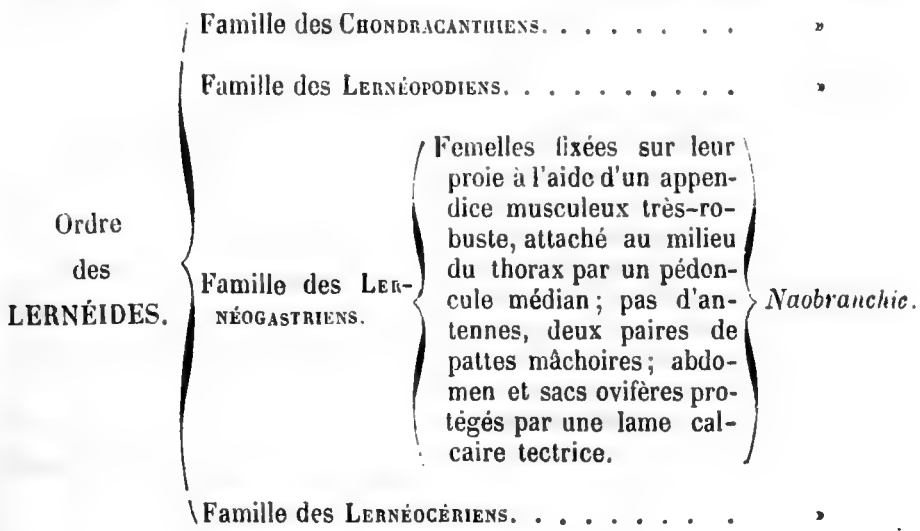 Famille des CHONDRACANTHIENS. . . . . . . . . »
Famille des LERNÉOPODIENS. . . . . . . . . . »
Ordre
des
LERNÉIDES.
Famille des LER-
NÉOGASTRIENS.
Femelles fixées sur leur
proie à l'aide d'un appen-
dice musculeux très-ro-
buste, attaché au milieu
du thorax par un pédon-
cule médian; pas d'an-
tennes, deux paires de
pattes mâchoires; abdo-
men et sacs ovifères pro-
tégés par une lame cal-
caire tectrice.
Naobranchie.
Famille des LERNÉOCÉRIENS. . . . . . . . . »